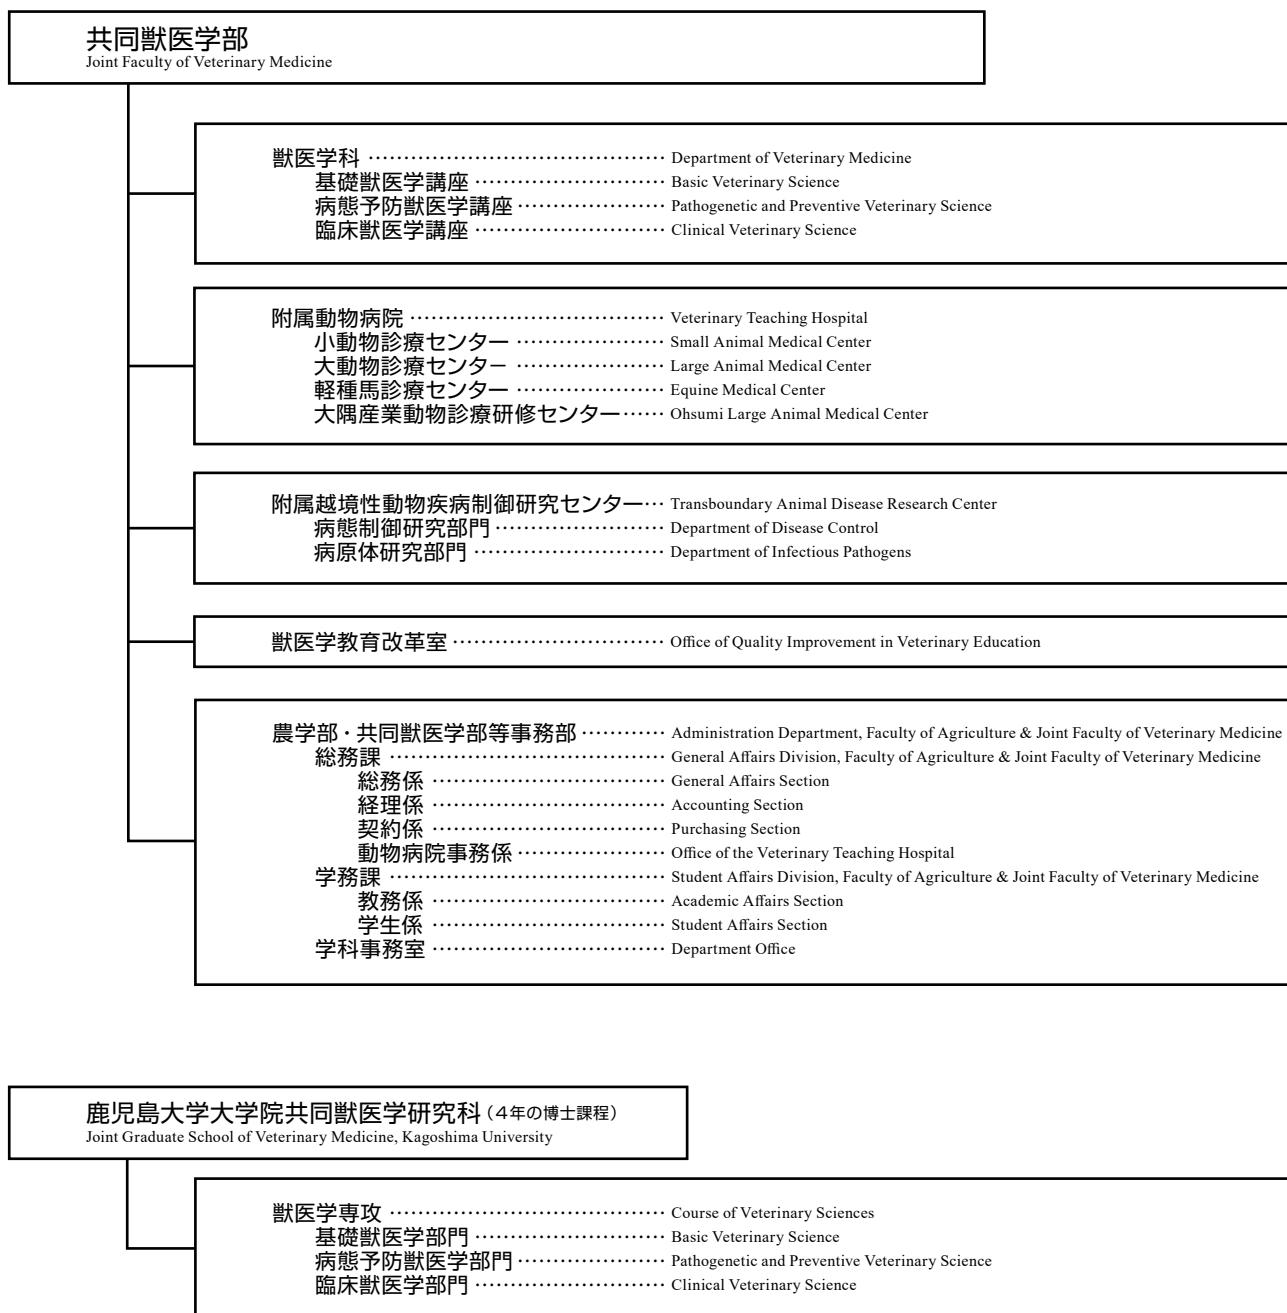 共同獣医学部
Joint Faculty of Veterinary Medicine
獣医学科 ………………………………… Department of Veterinary Medicine
基礎獣医学講座 …………………… Basic Veterinary Science
病態予防獣医学講座 ……………… Pathogenetic and Preventive Veterinary Science
臨床獣医学講座 …………………… Clinical Veterinary Science
附属動物病院 …………………………… Veterinary Teaching Hospital
小動物診療センター ……………… Small Animal Medical Center
大動物診療センター ……………… Large Animal Medical Center
軽種馬診療センター ……………… Equine Medical Center
大隅産業動物診療研修センター …… Ohsumi Large Animal Medical Center
附属越境性動物疾病制御研究センター … Transboundary Animal Disease Research Center
病態制御研究部門 ………………… Department of Disease Control
病原体研究部門 …………………… Department of Infectious Pathogens
獣医学教育改革室 ……………………… Office of Quality Improvement in Veterinary Education
農学部・共同獣医学部等事務部 ………… Administration Department, Faculty of Agriculture & Joint Faculty of Veterinary Medicine
総務課 ……………………………… General Affairs Division, Faculty of Agriculture & Joint Faculty of Veterinary Medicine
総務係 ………………………… General Affairs Section
経理係 ………………………… Accounting Section
契約係 ………………………… Purchasing Section
動物病院事務係 ……………… Office of the Veterinary Teaching Hospital
学務課 ……………………………… Student Affairs Division, Faculty of Agriculture & Joint Faculty of Veterinary Medicine
教務係 ………………………… Academic Affairs Section
学生係 ………………………… Student Affairs Section
学科事務室 ………………………… Department Office
鹿児島大学大学院共同獣医学研究科(4年の博士課程)
Joint Graduate School of Veterinary Medicine, Kagoshima University
獣医学専攻 ……………………………… Course of Veterinary Sciences
基礎獣医学部門 …………………… Basic Veterinary Science
病態予防獣医学部門 ……………… Pathogenetic and Preventive Veterinary Science
臨床獣医学部門 …………………… Clinical Veterinary Science